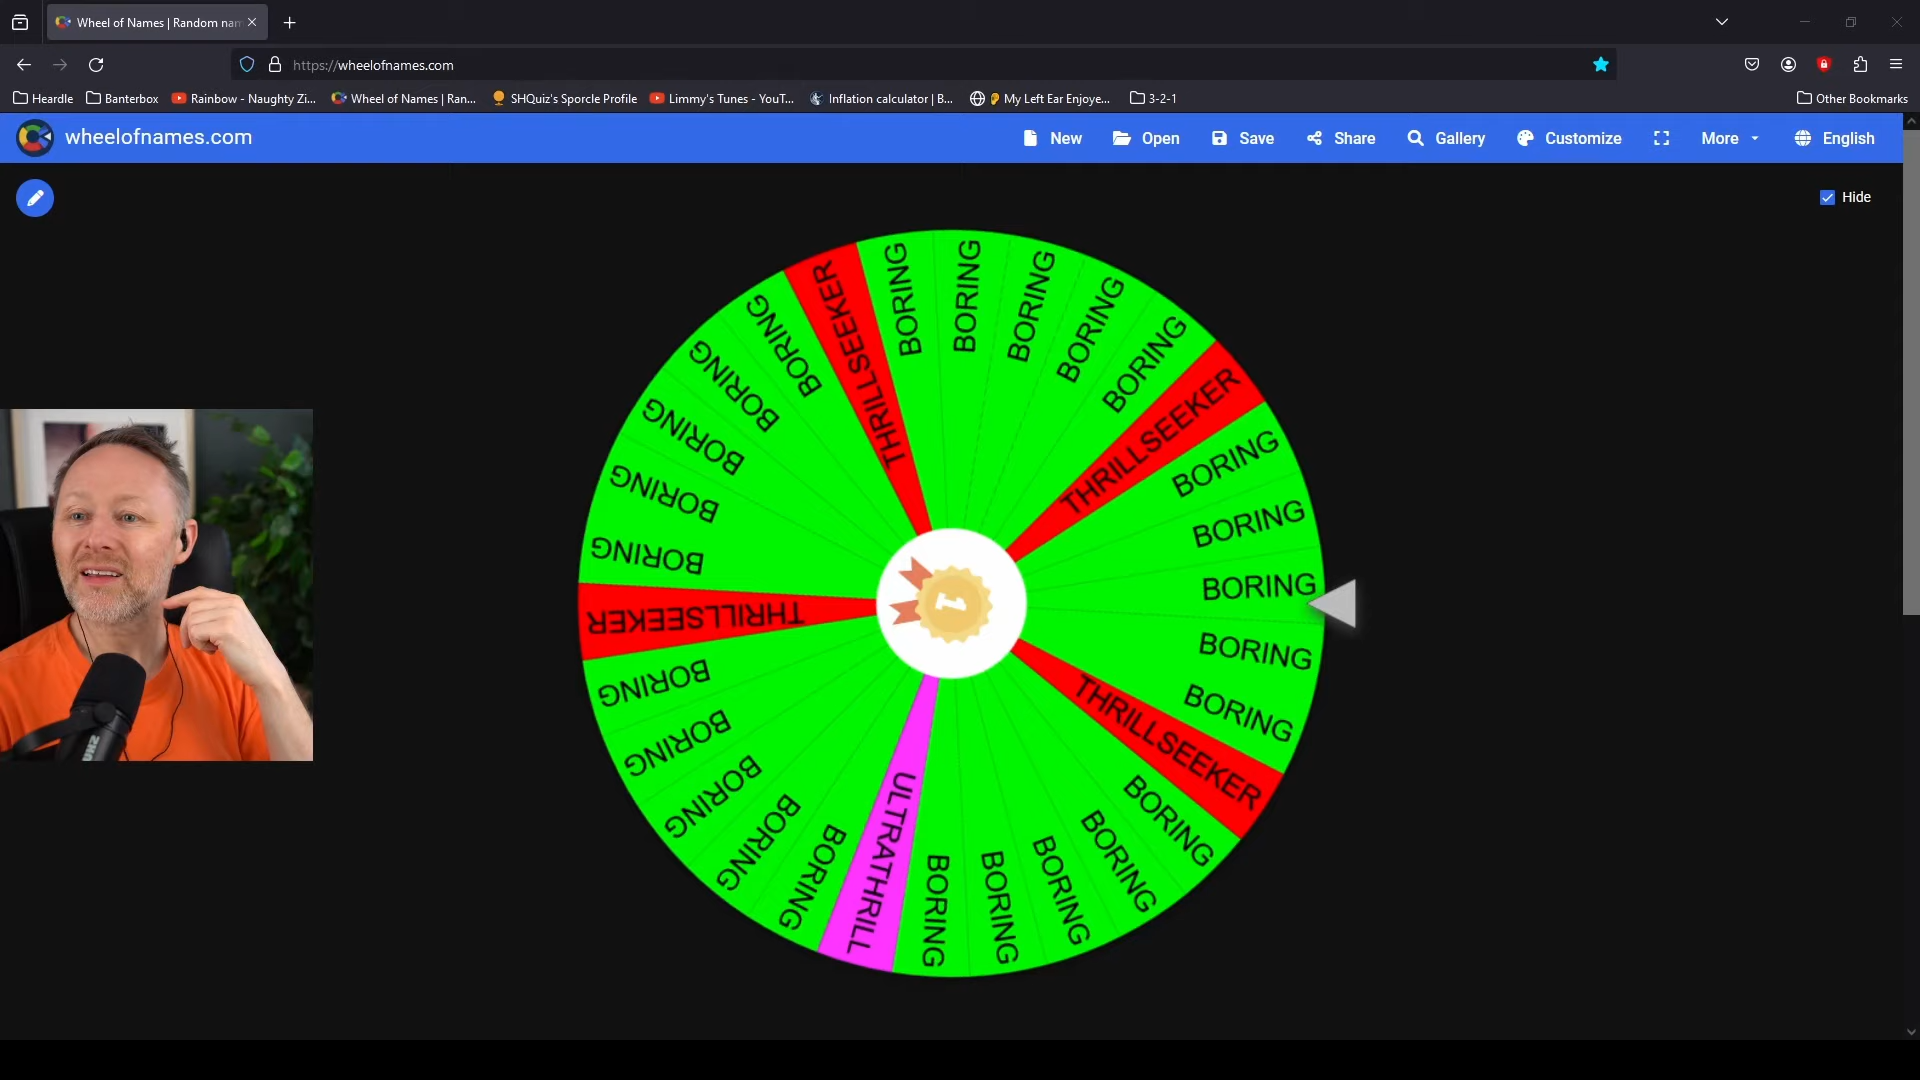 Wheel of Names | Random nam
https://wheelofnames.com
Heardle
Banterbox
Rainbow - Naughty Zi...
Wheel of Names | Ran...
SHQuiz's Sporcle Profile
Limmy's Tunes - YouT...
Inflation calculator | B...
My Left Ear Enjoye...
3-2-1
Other Bookmarks
wheelofnames.com
New
Open
Save
Share
Gallery
Customize
More
English
Hide
BORING
BORING
BORING
BORING
BORING
THRILLSEEKER
BORING
BORING
BORING
BORING
BORING
THRILLSEEKER
BORING
BORING
BORING
BORING
BORING
ULTRATHRILL
BORING
BORING
BORING
BORING
BORING
THRILLSEEKER
BORING
BORING
BORING
BORING
BORING
THRILLSEEKER
1